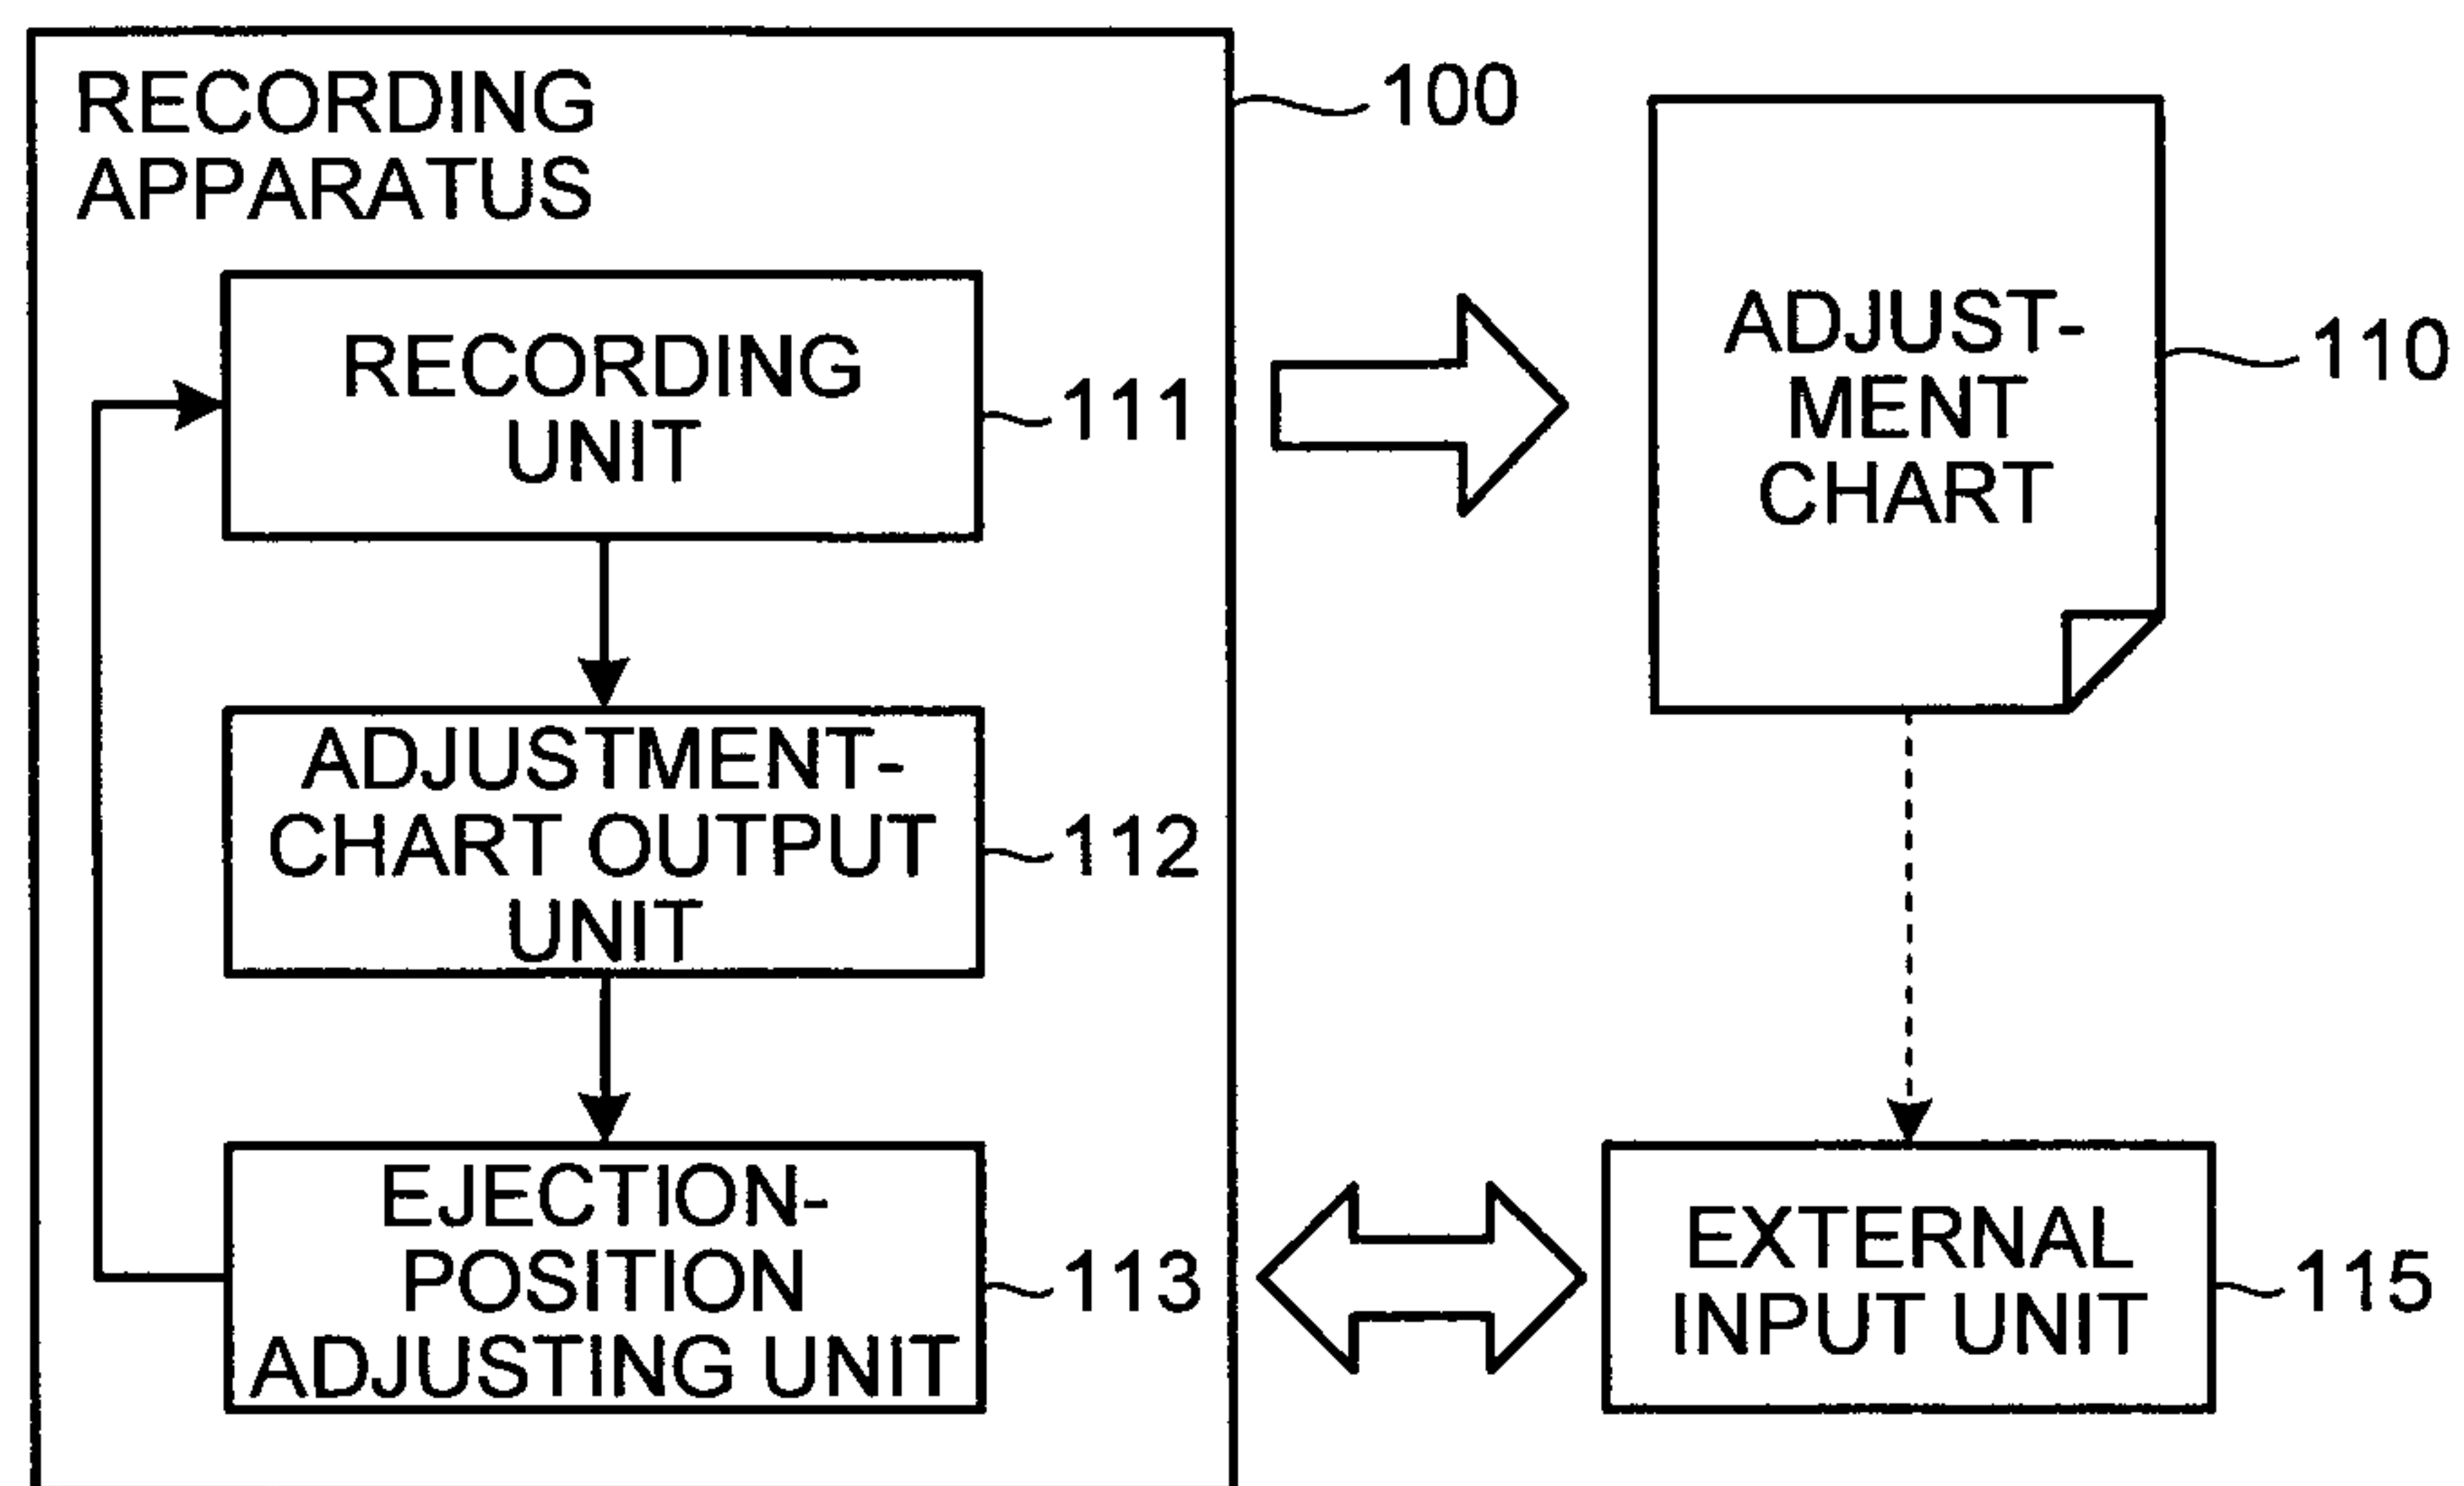 RECORDING
APPARATUS
100
RECORDING
UNIT
111
ADJUSTMENT-
CHART OUTPUT
UNIT
112
EJECTION-
POSITION
ADJUSTING UNIT
113
ADJUST-
MENT
CHART
110
EXTERNAL
INPUT UNIT
115